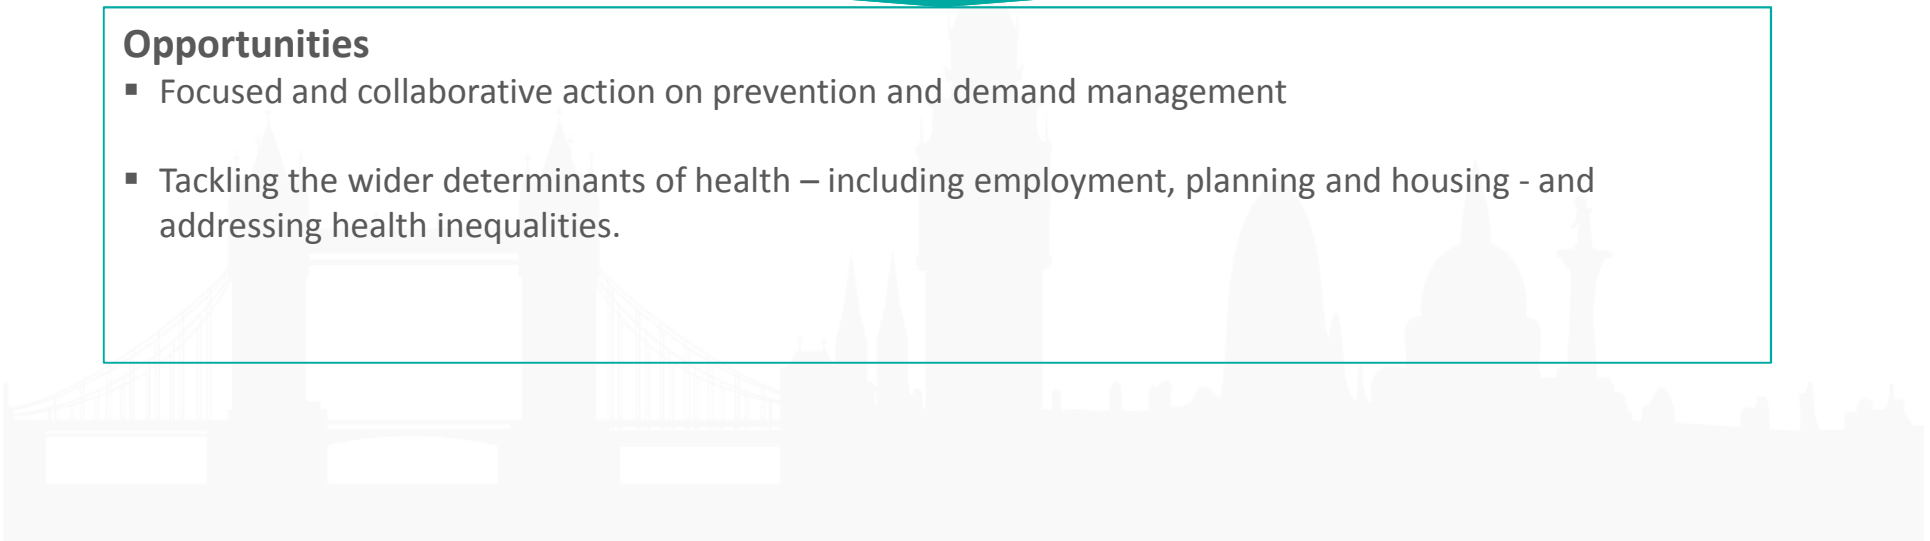 Opportunities
▪ Focused and collaborative action on prevention and demand management
▪ Tackling the wider determinants of health – including employment, planning and housing - and
addressing health inequalities.